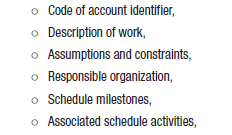 o Code of account identifier,
o Description of work,
o Assumptions and constraints,
o Responsible organization,
o Schedule milestones,
o Associated schedule activities,